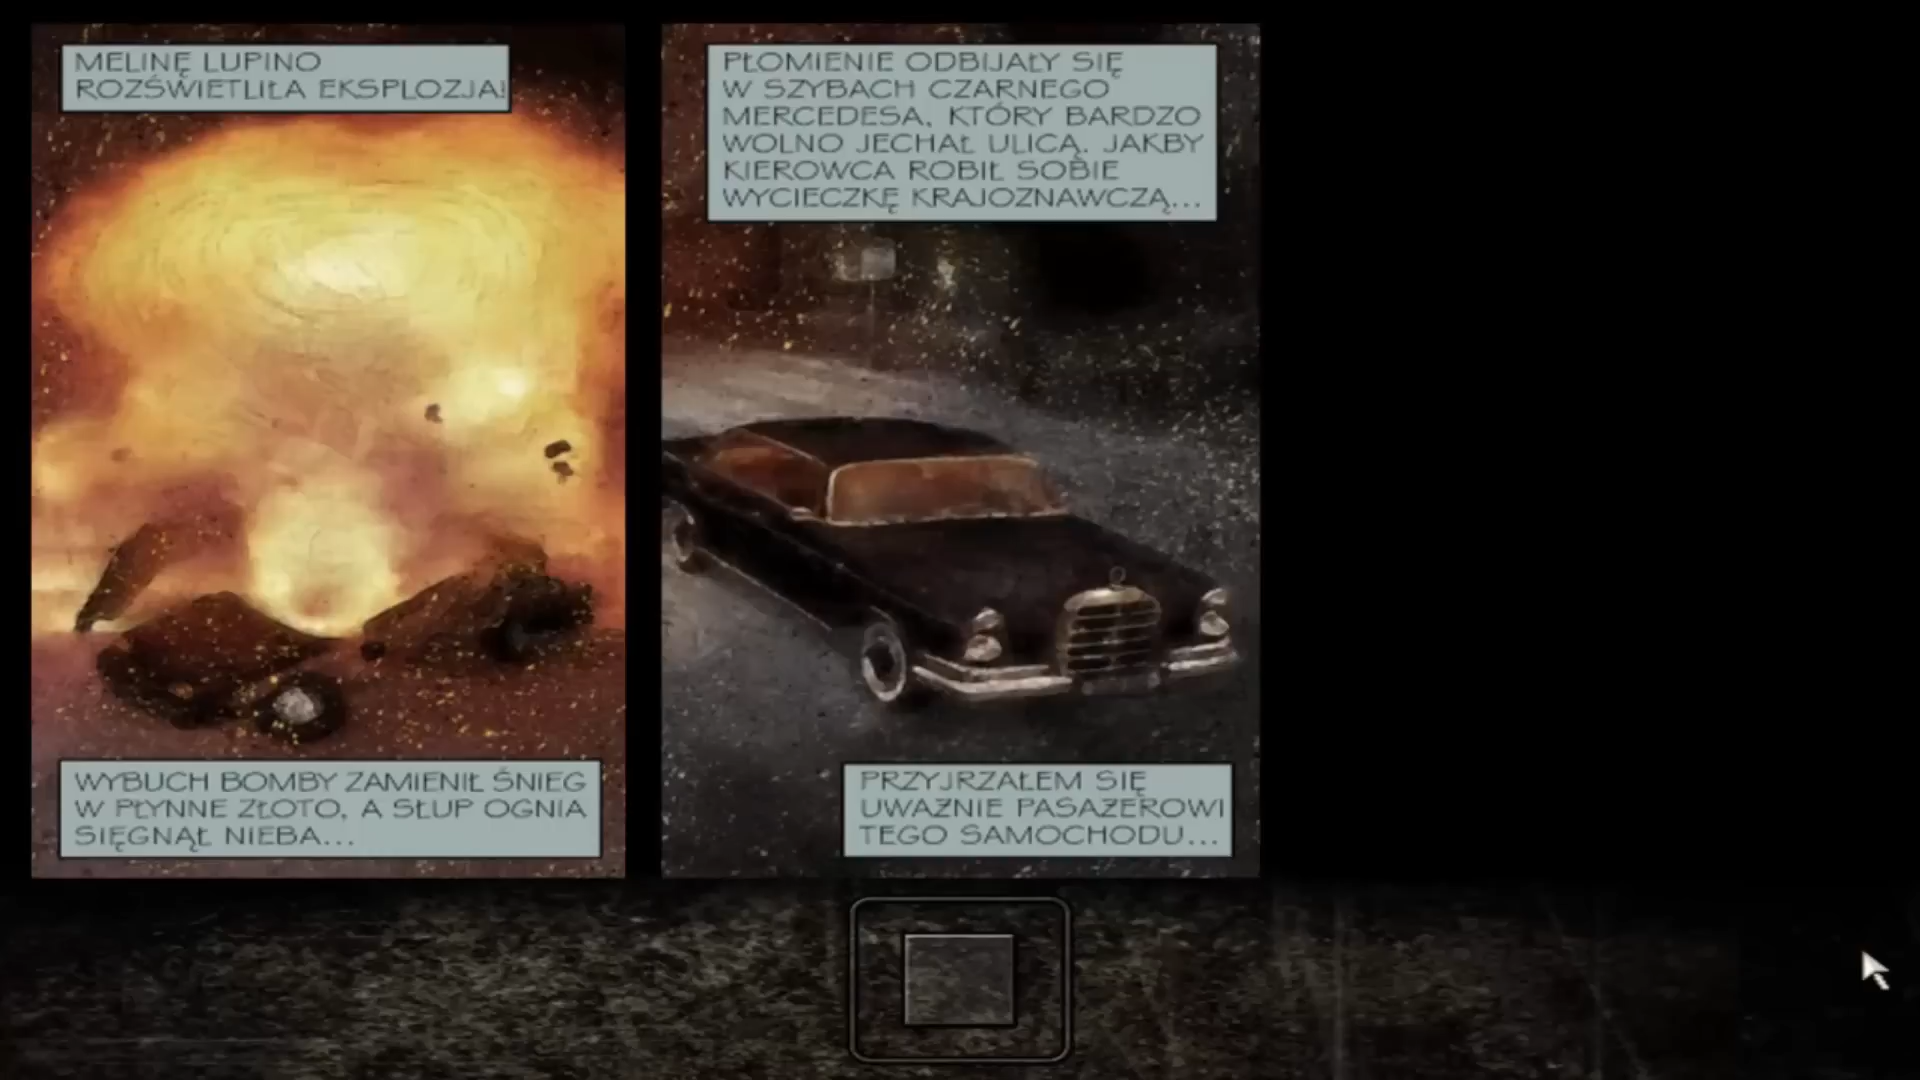 MELINĘ LUPINO
ROZŚWIETLIŁA EKSPLOZJA!
WYBUCH BOMBY ZAMIENIŁ ŚNIEG
W PŁYNNE ZŁOTO, A SŁUP OGNIA
SIĘGNĄŁ NIEBA...
PŁOMIENIE ODBIJAŁY SIĘ
W SZYBACH CZARNEGO
MERCEDESA, KTÓRY BARDZO
WOLNO JECHAŁ ULICĄ. JAKBY
KIEROWCA ROBIŁ SOBIE
WYCIECZKĘ KRAJOZNAWCZĄ...
PRZYJRZAŁEM SIĘ
UWAŻNIE PASAŻEROWI
TEGO SAMOCHODU...